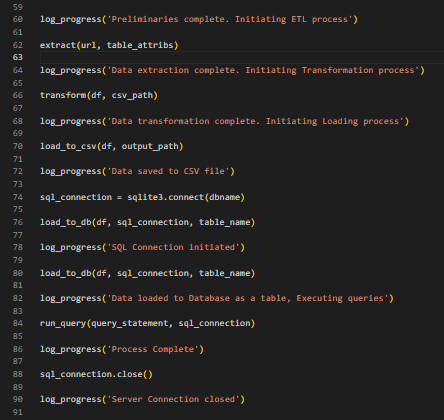 59
60 log_progress('Preliminaries complete. Initiating ETL process')
61
62 extract(url, table_attribs)
63
64 log_progress('Data extraction complete. Initiating Transformation process')
65
66 transform(df, csv_path)
67
68 log_progress('Data transformation complete. Initiating Loading process')
69
70 load_to_csv(df, output_path)
71
72 log_progress('Data saved to CSV file')
73
74 sql_connection = sqlite3.connect(dbname)
75
76 load_to_db(df, sql_connection, table_name)
77
78 log_progress('SQL Connection initiated')
79
80 load_to_db(df, sql_connection, table_name)
81
82 log_progress('Data loaded to Database as a table, Executing queries')
83
84 run_query(query_statement, sql_connection)
85
86 log_progress('Process Complete')
87
88 sql_connection.close()
89
90 log_progress('Server Connection closed')
91